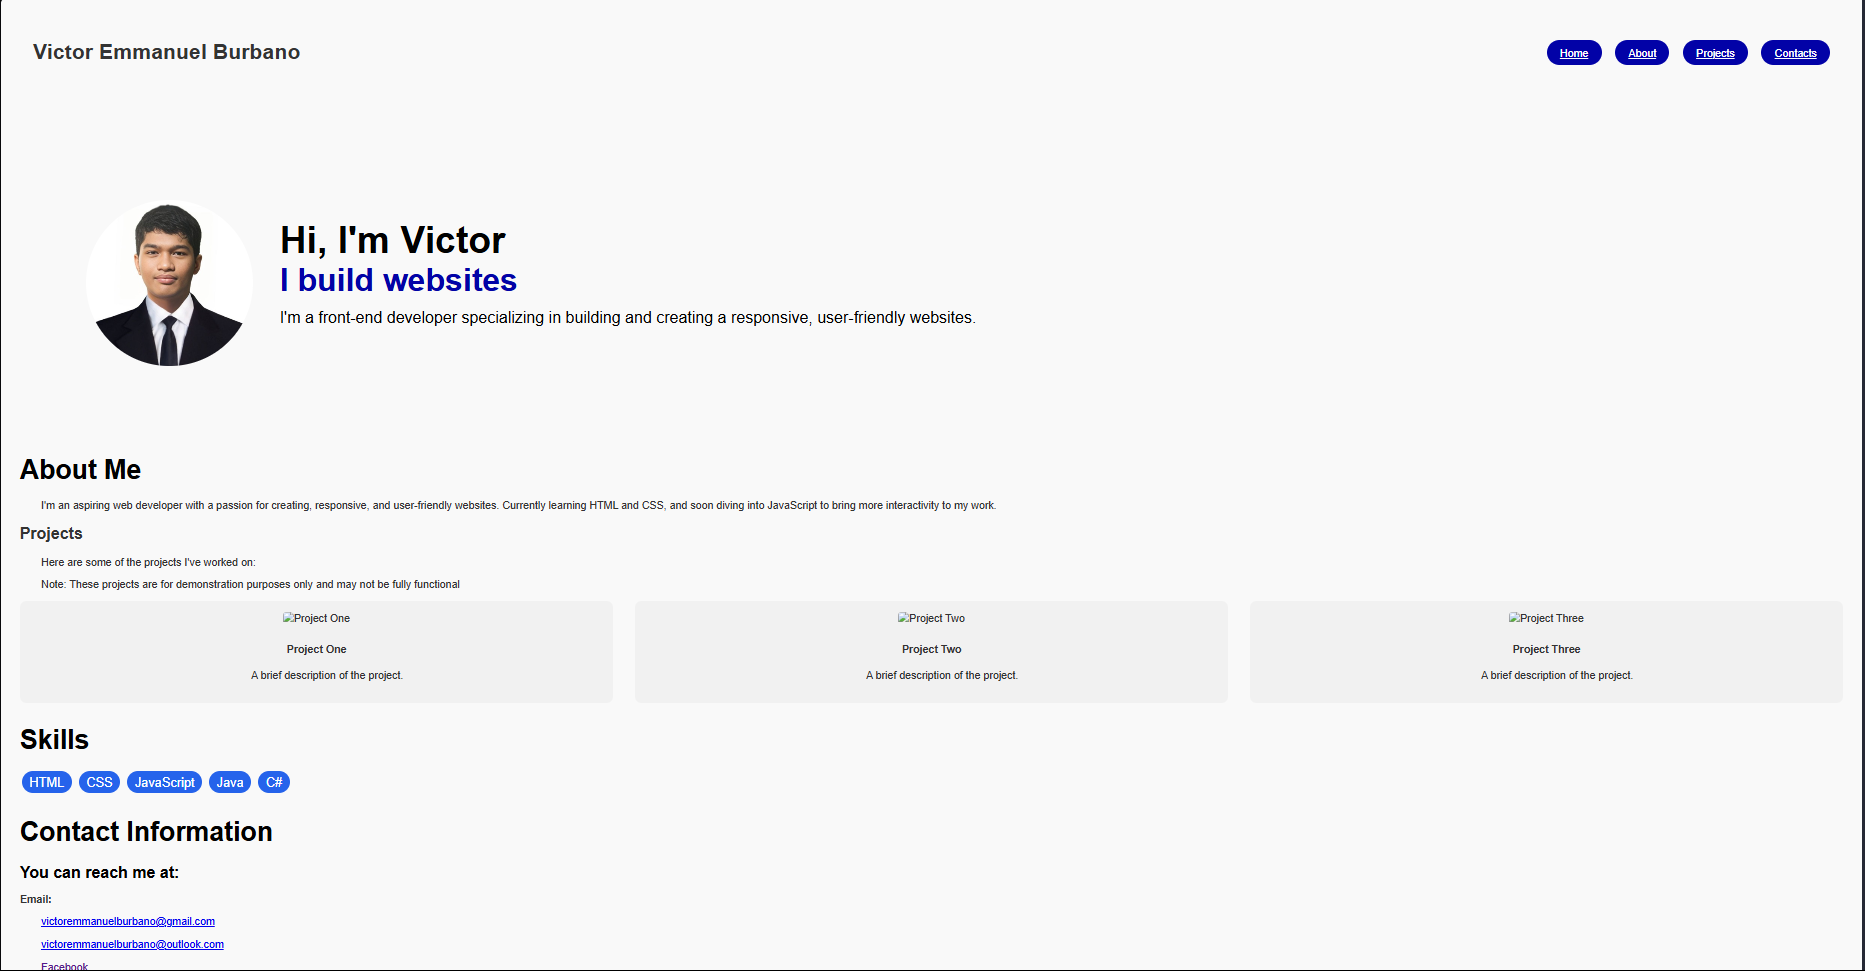 Victor Emmanuel Burbano
Home About Projects Contacts
Hi, I'm Victor
I build websites
I'm a front-end developer specializing in building and creating a responsive, user-friendly websites.
About Me
I'm an aspiring web developer with a passion for creating, responsive, and user-friendly websites. Currently learning HTML and CSS, and soon diving into JavaScript to bring more interactivity to my work.
Projects
Here are some of the projects I've worked on:
Note: These projects are for demonstration purposes only and may not be fully functional
Project One
Project One
A brief description of the project.
Project Two
Project Two
A brief description of the project.
Project Three
Project Three
A brief description of the project.
Skills
HTML CSS JavaScript Java C#
Contact Information
You can reach me at:
Email:
victoremmanuelburbano@gmail.com
victoremmanuelburbano@outlook.com
Facebook